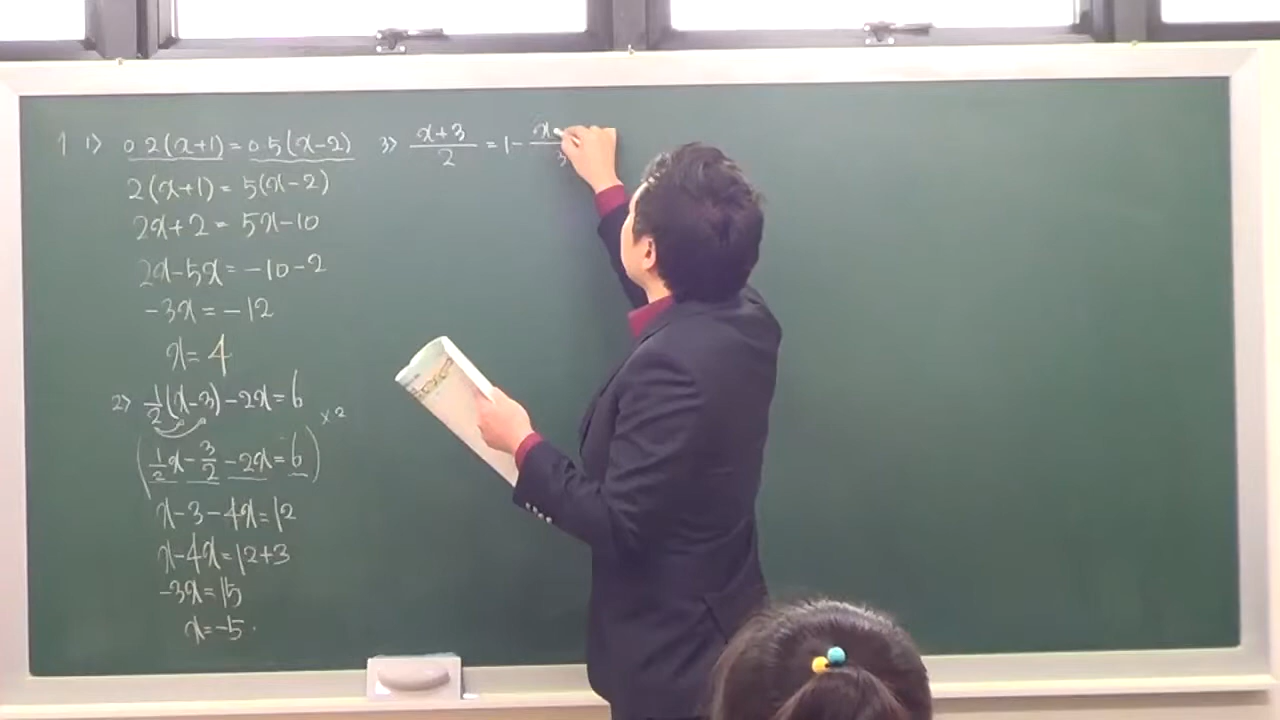 1 1) 0.2(x+1)=0.5(x-2)
2(x+1)=5(x-2)
2x+2=5x-10
2x-5x=-10-2
-3x=-12
x=4
2) 1/2(x-3)-2x=6
(1/2x-3/2-2x=6)×2
x-3-4x=12
x-4x=12+3
-3x=15
x=-5.
3) x+3/2=1-x/3